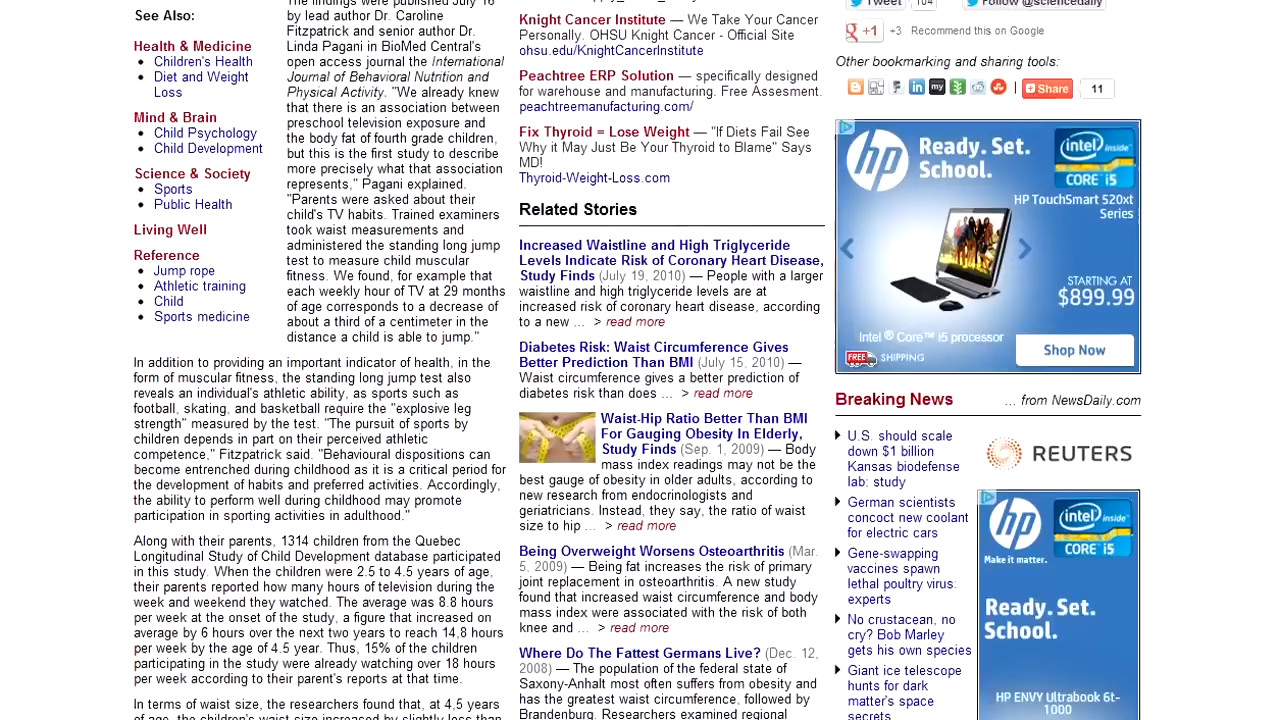 See Also:
Health & Medicine
Children's Health
Diet and Weight
Loss
Mind & Brain
Child Psychology
Child Development
Science & Society
Sports
Public Health
Living Well
Reference
Jump rope
Athletic training
Child
Sports medicine
The findings were published July 16
by lead author Dr. Caroline
Fitzpatrick and senior author Dr.
Linda Pagani in BioMed Central's
open access journal the International
Journal of Behavioral Nutrition and
Physical Activity. "We already knew
that there is an association between
preschool television exposure and
the body fat of fourth grade children,
but this is the first study to describe
more precisely what that association
represents," Pagani explained.
"Parents were asked about their
child's TV habits. Trained examiners
took waist measurements and
administered the standing long jump
test to measure child muscular
fitness. We found, for example that
each weekly hour of TV at 29 months
of age corresponds to a decrease of
about a third of a centimeter in the
distance a child is able to jump."
In addition to providing an important indicator of health, in the
form of muscular fitness, the standing long jump test also
reveals an individual's athletic ability, as sports such as
football, skating, and basketball require the "explosive leg
strength" measured by the test. "The pursuit of sports by
children depends in part on their perceived athletic
competence," Fitzpatrick said. "Behavioural dispositions can
become entrenched during childhood as it is a critical period for
the development of habits and preferred activities. Accordingly,
the ability to perform well during childhood may promote
participation in sporting activities in adulthood."
Along with their parents, 1314 children from the Quebec
Longitudinal Study of Child Development database participated
in this study. When the children were 2.5 to 4.5 years of age,
their parents reported how many hours of television during the
week and weekend they watched. The average was 8.8 hours
per week at the onset of the study, a figure that increased on
average by 6 hours over the next two years to reach 14,8 hours
per week by the age of 4.5 year. Thus, 15% of the children
participating in the study were already watching over 18 hours
per week according to their parent's reports at that time.
In terms of waist size, the researchers found that, at 4,5 years
of age, the children's waist size increased by slightly less than
Knight Cancer Institute — We Take Your Cancer
Personally. OHSU Knight Cancer - Official Site
ohsu.edu/KnightCancerInstitute
Peachtree ERP Solution — specifically designed
for warehouse and manufacturing. Free Assesment.
peachtreemanufacturing.com/
Fix Thyroid = Lose Weight — "If Diets Fail See
Why it May Just Be Your Thyroid to Blame" Says
MD!
Thyroid-Weight-Loss.com
Related Stories
Increased Waistline and High Triglyceride
Levels Indicate Risk of Coronary Heart Disease,
Study Finds (July 19, 2010) — People with a larger
waistline and high triglyceride levels are at
increased risk of coronary heart disease, according
to a new ... > read more
Diabetes Risk: Waist Circumference Gives
Better Prediction Than BMI (July 15, 2010) —
Waist circumference gives a better prediction of
diabetes risk than does ... > read more
Waist-Hip Ratio Better Than BMI
For Gauging Obesity In Elderly,
Study Finds (Sep. 1, 2009) — Body
mass index readings may not be the
best gauge of obesity in older adults, according to
new research from endocrinologists and
geriatricians. Instead, they say, the ratio of waist
size to hip ... > read more
Being Overweight Worsens Osteoarthritis (Mar.
5, 2009) — Being fat increases the risk of primary
joint replacement in osteoarthritis. A new study
found that increased waist circumference and body
mass index were associated with the risk of both
knee and ... > read more
Where Do The Fattest Germans Live? (Dec. 12,
2008) — The population of the federal state of
Saxony-Anhalt most often suffers from obesity and
has the greatest waist circumference, followed by
Brandenburg. Researchers examined regional
Tweet 104 Follow @sciencedaily
g +1 +3 Recommend this on Google
Other bookmarking and sharing tools:
in my | Share 11
hp Ready. Set.
School.
intel inside™
CORE i5
HP TouchSmart 520xt
Series
STARTING AT
$899.99
Intel ® Core™ i5 processor
FREE SHIPPING
Shop Now
Breaking News ... from NewsDaily.com
U.S. should scale
down $1 billion
Kansas biodefense
lab: study
German scientists
concoct new coolant
for electric cars
Gene-swapping
vaccines spawn
lethal poultry virus:
experts
No crustacean, no
cry? Bob Marley
gets his own species
Giant ice telescope
hunts for dark
matter's space
secrets
REUTERS
hp
Make it matter.
intel inside™
CORE i5
Ready. Set.
School.
HP ENVY Ultrabook 6t-
1000